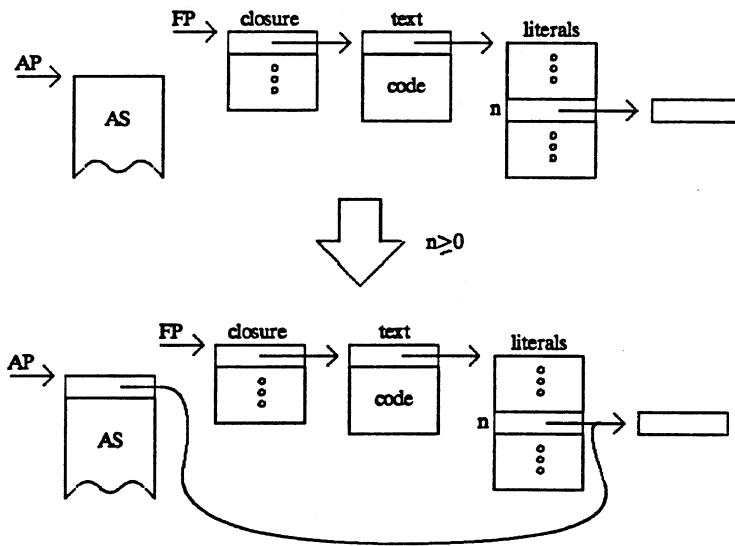 FP closure text literals
AP
AS
code
n
n≥0
FP closure text literals
AP
AS
code
n